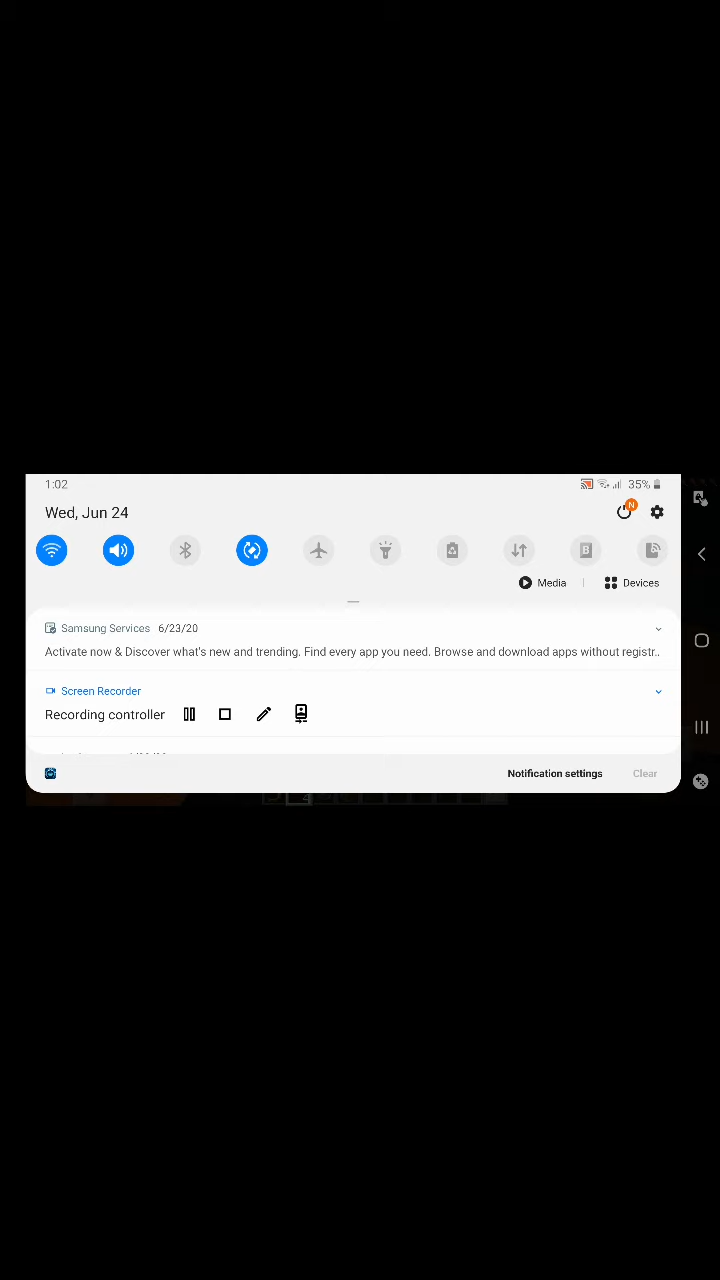 1:02
35%
Wed, Jun 24
N
B
Media
Devices
Samsung Services 6/23/20
Activate now & Discover what's new and trending. Find every app you need. Browse and download apps without registr..
Screen Recorder
Recording controller
Notification settings
Clear
4